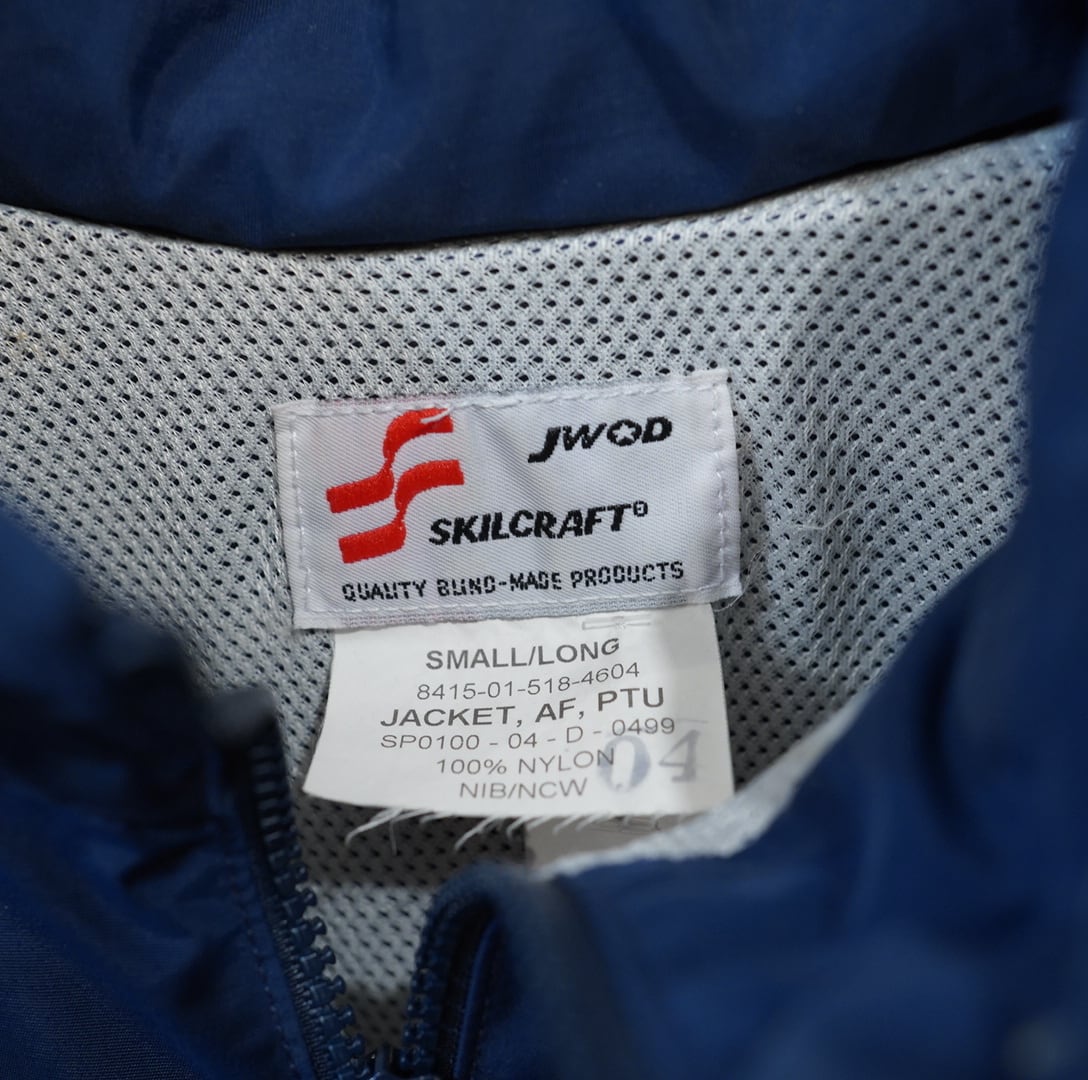 JWOD
SKILCRAFT®
QUALITY BLIND-MADE PRODUCTS
SMALL/LONG
8415-01-518-4604
JACKET, AF, PTU
SP0100 - 04 - D - 0499
100% NYLON
04
NIB/NCW